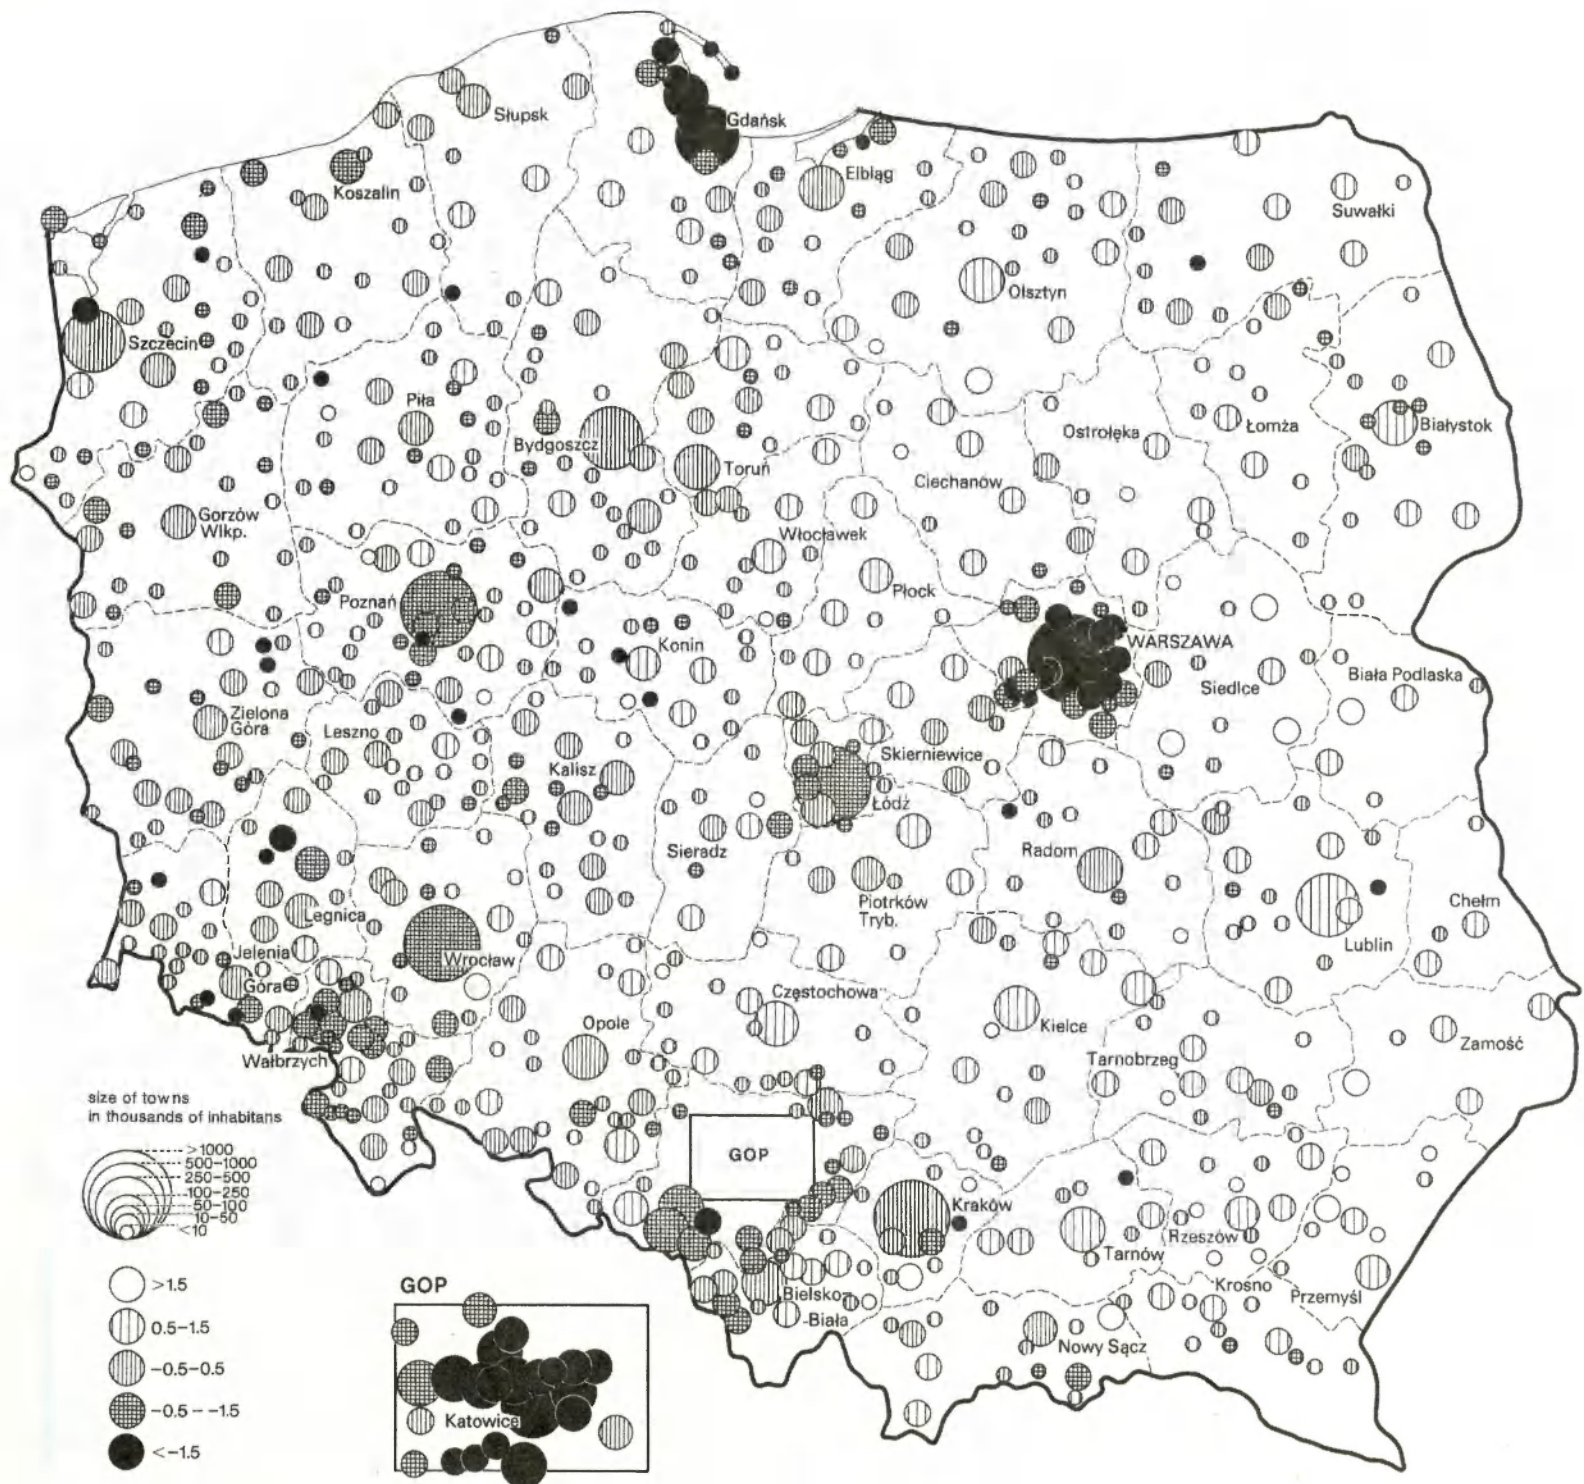 Słupsk
Gdańsk
Koszalin
Elbląg
Suwałki
Olsztyn
Szczecin
Piła
Bydgoszcz
Toruń
Ostrołęka
Łomża
Białystok
Ciechanów
Gorzów
Wlkp.
Włocławek
Płock
Poznań
Konin
WARSZAWA
Siedlce
Biała Podlaska
Zielona
Góra
Leszno
Kalisz
Skierniewice
Łódź
Sieradz
Radom
Piotrków
Tryb.
Legnica
Chełm
Lublin
Jelenia
Góra
Wrocław
Częstochowa
Kielce
Opole
Zamość
Wałbrzych
Tarnobrzeg
size of towns
in thousands of inhabitans
>1000
500-1000
250-500
100-250
50-100
10-50
<10
GOP
Kraków
Tarnów
Rzeszów
Krosno
Przemyśl
Bielsko-
-Biała
Nowy Sącz
>1.5
0.5-1.5
-0.5-0.5
-0.5--1.5
<-1.5
GOP
Katowice